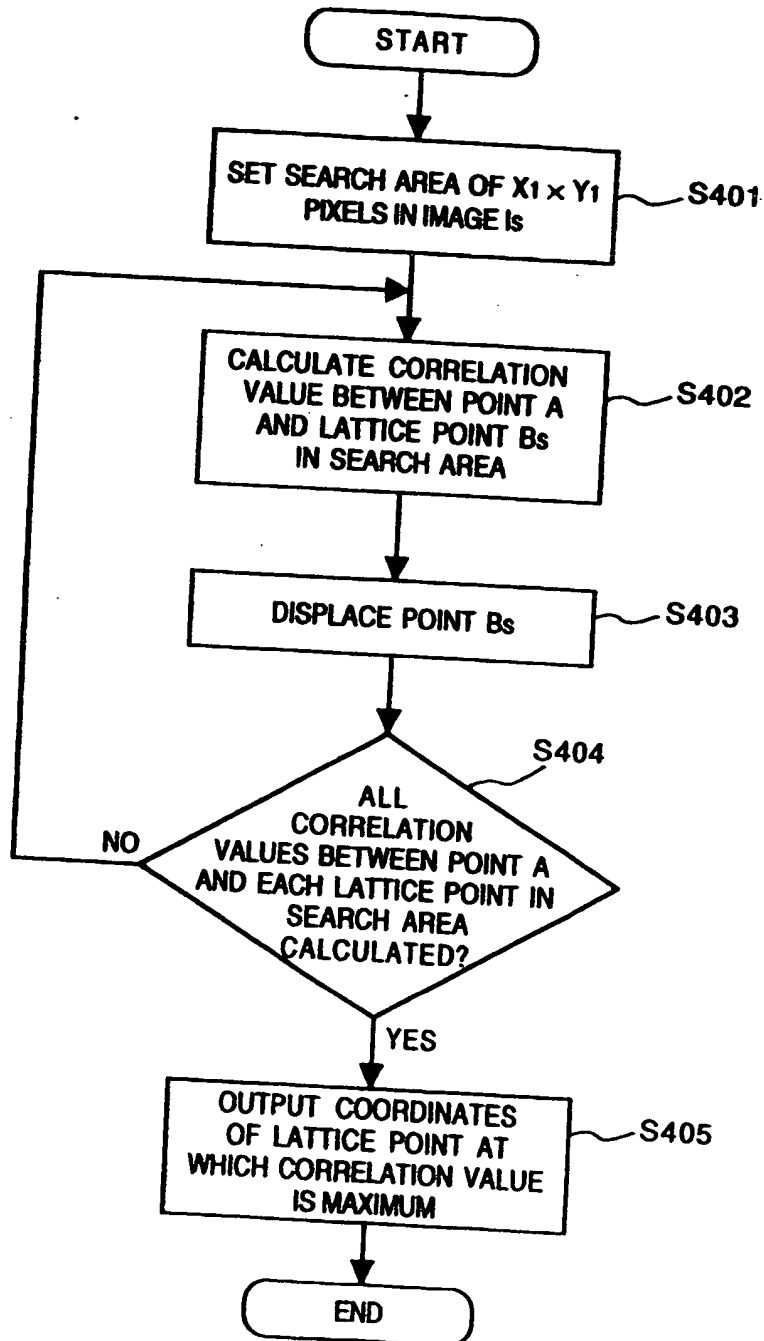 START
SET SEARCH AREA OF X1 × Y1
PIXELS IN IMAGE Is
S401
CALCULATE CORRELATION
VALUE BETWEEN POINT A
AND LATTICE POINT Bs
IN SEARCH AREA
S402
DISPLACE POINT Bs
S403
S404
ALL
CORRELATION
VALUES BETWEEN POINT A
AND EACH LATTICE POINT IN
SEARCH AREA
CALCULATED?
NO
YES
OUTPUT COORDINATES
OF LATTICE POINT AT
WHICH CORRELATION VALUE
IS MAXIMUM
S405
END